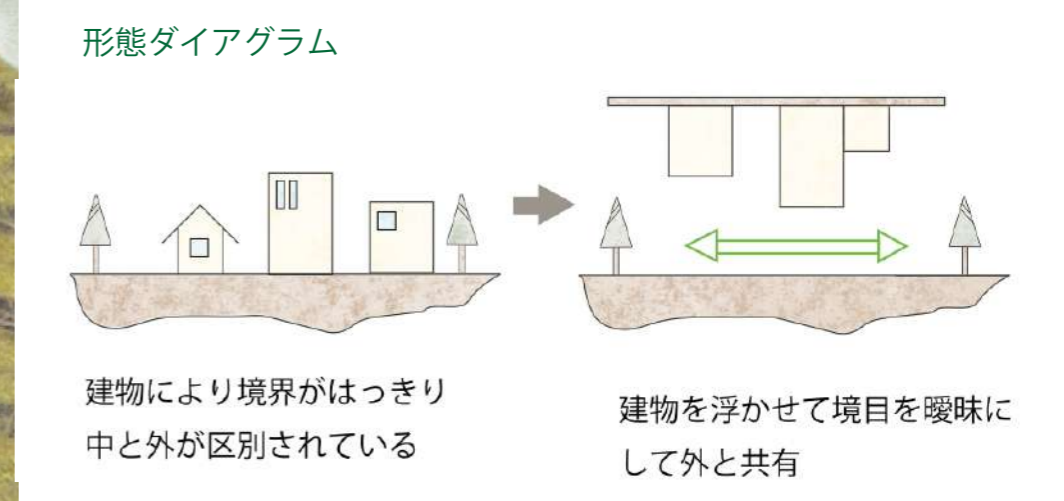 形態ダイアグラム
建物により境界がはっきり
中と外が区別されている
建物を浮かせて境目を曖昧に
して外と共有